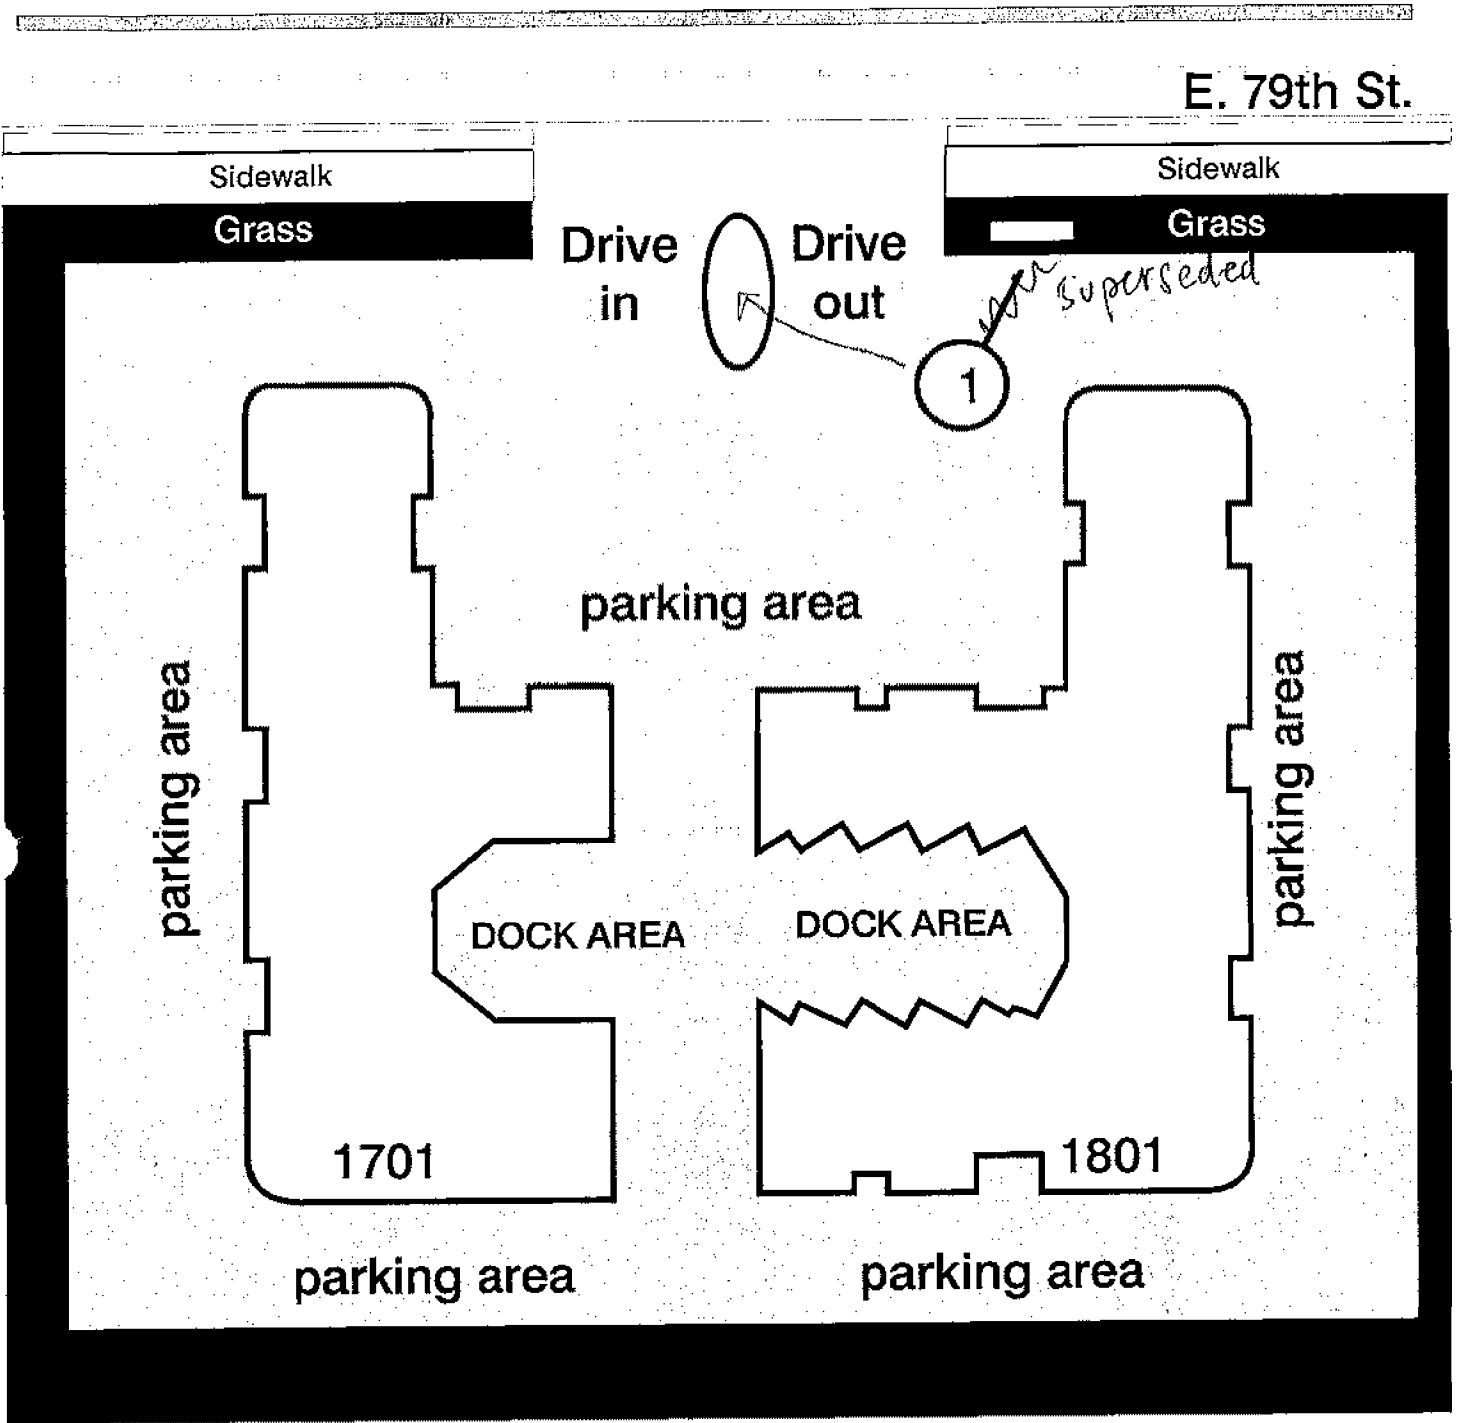 E. 79th St.
Sidewalk
Sidewalk
Grass
Grass
Drive
in
Drive
out
superseded
1
parking area
parking area
parking area
DOCK AREA
DOCK AREA
1701
1801
parking area
parking area